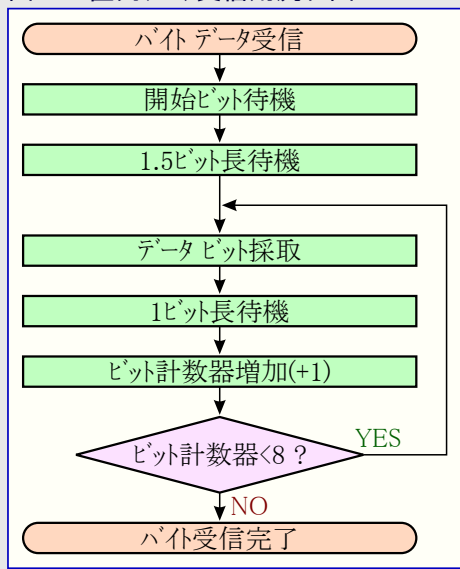 バイト データ受信
開始ビット待機
1.5ビット長待機
データ ビット採取
1ビット長待機
ビット計数器増加(+1)
ビット計数器<8 ?
YES
NO
バイト受信完了